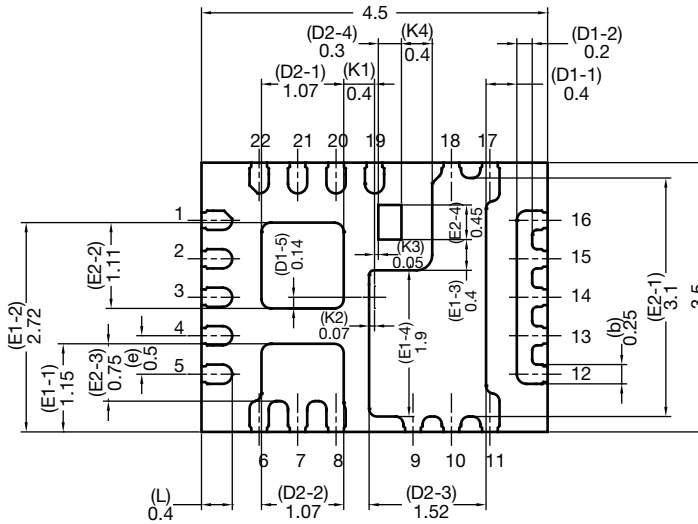 4.5
(D2-4)
0.3
(K4)
0.4
(D1-2)
0.2
(D2-1)
1.07
(K1)
0.4
(D1-1)
0.4
22
21
20
19
18
17
1
2
3
4
5
16
15
14
13
12
6
7
8
9
10
11
(E1-2)
2.72
(E2-2)
1.11
(E1-1)
1.15
(E2-3)
0.75
(e)
0.5
(D1-5)
0.14
(K2)
0.07
(K3)
0.05
(E2-4)
0.45
(E1-3)
0.4
(E1-4)
1.9
(b)
0.25
(E2-1)
3.1
3.5
(L)
0.4
(D2-2)
1.07
(D2-3)
1.52